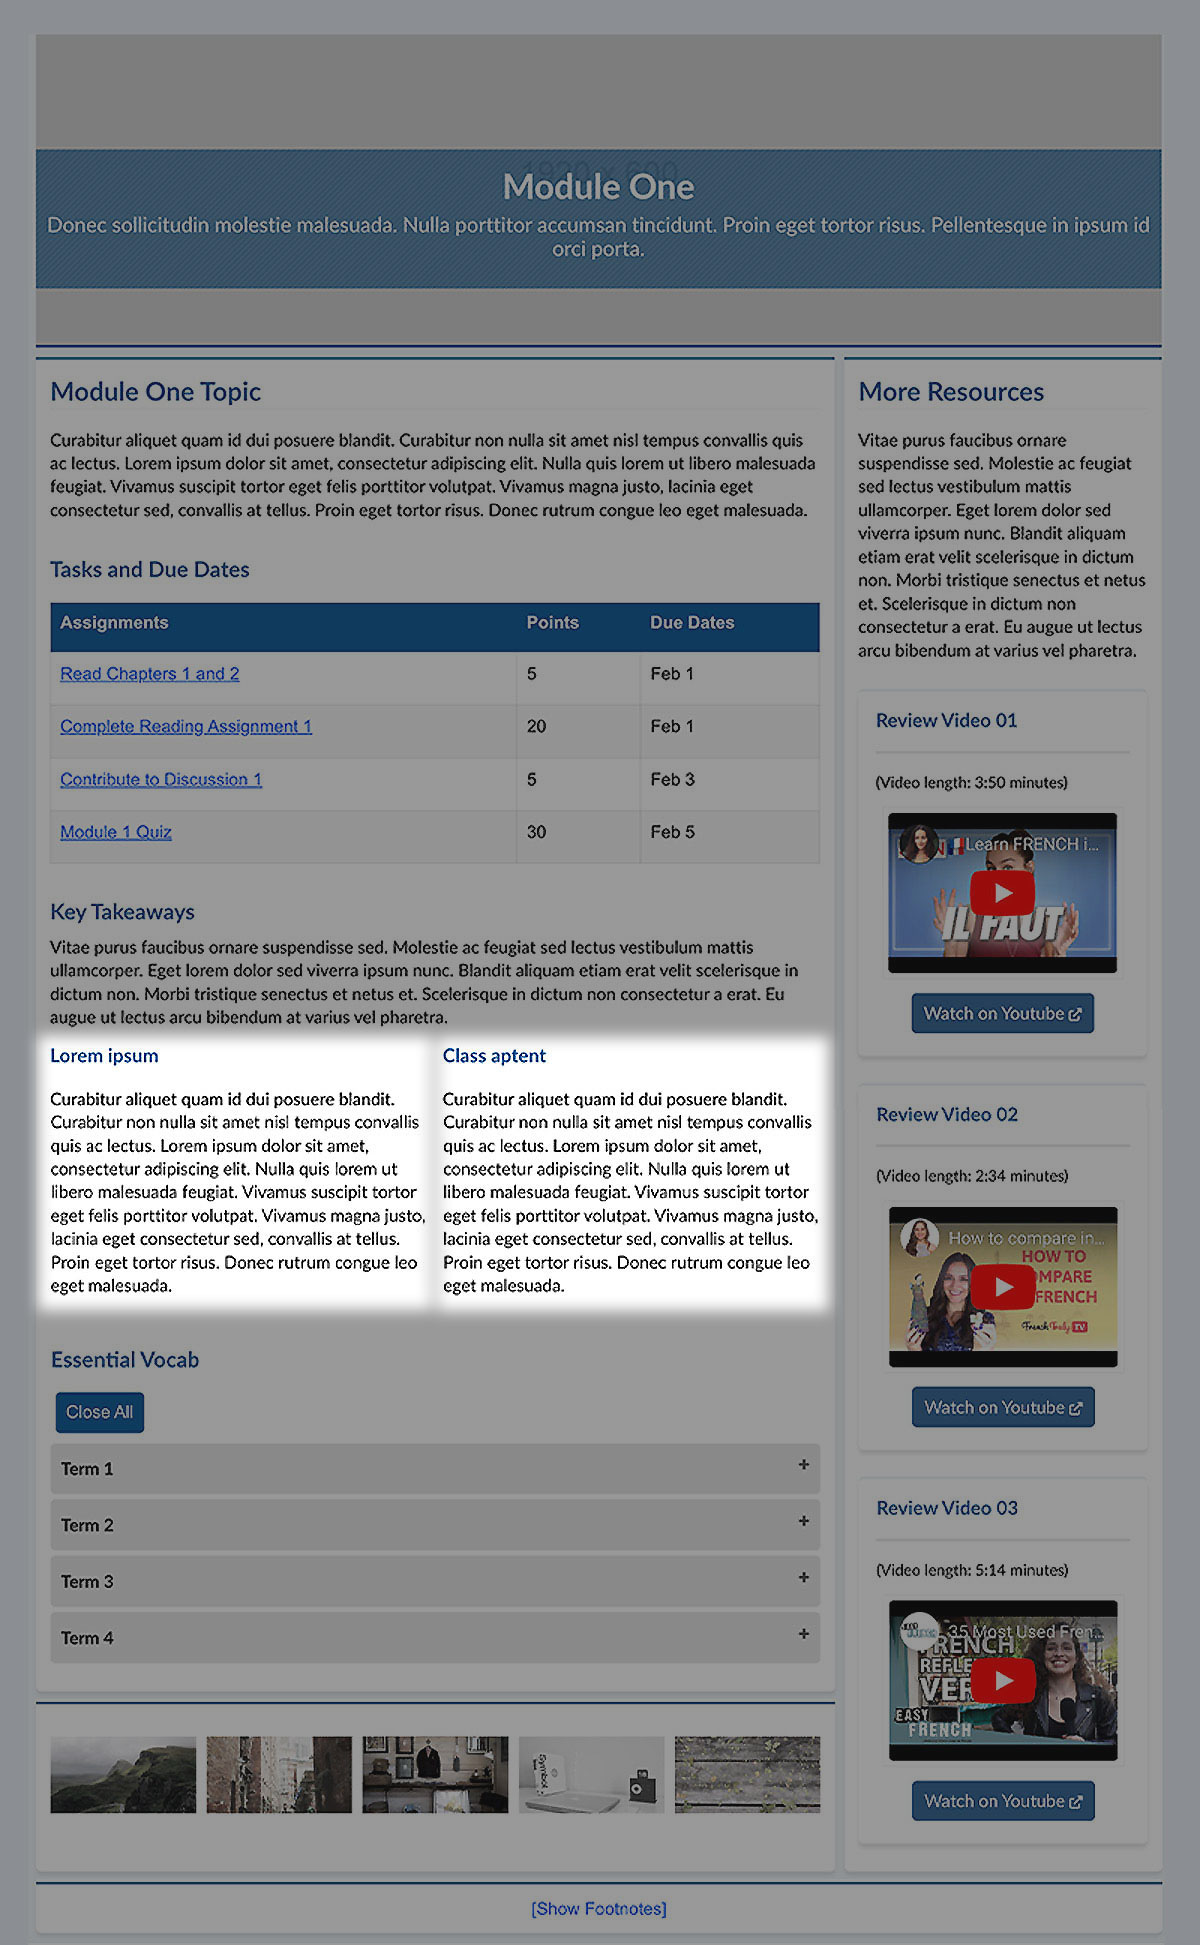 Module One
Donec sollicitudin molestie malesuada. Nulla porttitor accumsan tincidunt. Proin eget tortor risus. Pellentesque in ipsum id
orci porta.
Module One Topic
Curabitur aliquet quam id dui posuere blandit. Curabitur non nulla sit amet nisl tempus convallis quis
ac lectus. Lorem ipsum dolor sit amet, consectetur adipiscing elit. Nulla quis lorem ut libero malesuada
feugiat. Vivamus suscipit tortor eget felis porttitor volutpat. Vivamus magna justo, lacinia eget
consectetur sed, convallis at tellus. Proin eget tortor risus. Donec rutrum congue leo eget malesuada.
Tasks and Due Dates
Assignments Points Due Dates
Read Chapters 1 and 2 5 Feb 1
Complete Reading Assignment 1 20 Feb 1
Contribute to Discussion 1 5 Feb 3
Module 1 Quiz 30 Feb 5
Key Takeaways
Vitae purus faucibus ornare suspendisse sed. Molestie ac feugiat sed lectus vestibulum mattis
ullamcorper. Eget lorem dolor sed viverra ipsum nunc. Blandit aliquam etiam erat velit scelerisque in
dictum non. Morbi tristique senectus et netus et. Scelerisque in dictum non consectetur a erat. Eu
augue ut lectus arcu bibendum at varius vel pharetra.
Lorem ipsum
Curabitur aliquet quam id dui posuere blandit.
Curabitur non nulla sit amet nisl tempus convallis
quis ac lectus. Lorem ipsum dolor sit amet,
consectetur adipiscing elit. Nulla quis lorem ut
libero malesuada feugiat. Vivamus suscipit tortor
eget felis porttitor volutpat. Vivamus magna justo,
lacinia eget consectetur sed, convallis at tellus.
Proin eget tortor risus. Donec rutrum congue leo
eget malesuada.
Class aptent
Curabitur aliquet quam id dui posuere blandit.
Curabitur non nulla sit amet nisl tempus convallis
quis ac lectus. Lorem ipsum dolor sit amet,
consectetur adipiscing elit. Nulla quis lorem ut
libero malesuada feugiat. Vivamus suscipit tortor
eget felis porttitor volutpat. Vivamus magna justo,
lacinia eget consectetur sed, convallis at tellus.
Proin eget tortor risus. Donec rutrum congue leo
eget malesuada.
Essential Vocab
Close All
Term 1 +
Term 2 +
Term 3 +
Term 4 +
Symbol
More Resources
Vitae purus faucibus ornare
suspendisse sed. Molestie ac feugiat
sed lectus vestibulum mattis
ullamcorper. Eget lorem dolor sed
viverra ipsum nunc. Blandit aliquam
etiam erat velit scelerisque in dictum
non. Morbi tristique senectus et netus
et. Scelerisque in dictum non
consectetur a erat. Eu augue ut lectus
arcu bibendum at varius vel pharetra.
Review Video 01
(Video length: 3:50 minutes)
Learn FRENCH i...
IL FAUT
Watch on Youtube
Review Video 02
(Video length: 2:34 minutes)
How to compare in...
HOW TO
OMPARE
FRENCH
French Truly TV
Watch on Youtube
Review Video 03
(Video length: 5:14 minutes)
35 Most Used Fren...
FRENCH
REFLE
VER
EASY
FRENCH
Watch on Youtube
[Show Footnotes]